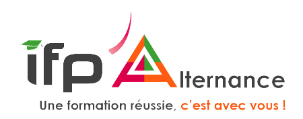 ifp'Alternance
Une formation réussie, c'est avec vous !